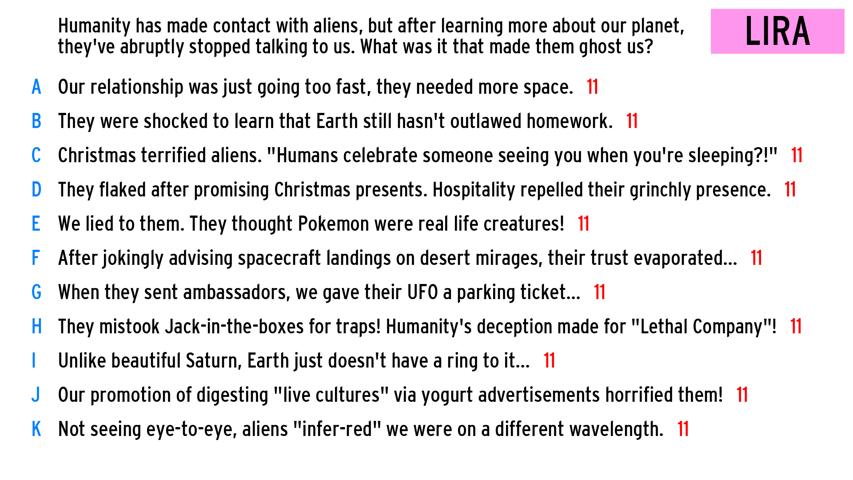 Humanity has made contact with aliens, but after learning more about our planet,
they've abruptly stopped talking to us. What was it that made them ghost us?
LIRA
A Our relationship was just going too fast, they needed more space. 11
B They were shocked to learn that Earth still hasn't outlawed homework. 11
C Christmas terrified aliens. "Humans celebrate someone seeing you when you're sleeping?!" 11
D They flaked after promising Christmas presents. Hospitality repelled their grinchly presence. 11
E We lied to them. They thought Pokemon were real life creatures! 11
F After jokingly advising spacecraft landings on desert mirages, their trust evaporated... 11
G When they sent ambassadors, we gave their UFO a parking ticket... 11
H They mistook Jack-in-the-boxes for traps! Humanity's deception made for "Lethal Company"! 11
I Unlike beautiful Saturn, Earth just doesn't have a ring to it... 11
J Our promotion of digesting "live cultures" via yogurt advertisements horrified them! 11
K Not seeing eye-to-eye, aliens "infer-red" we were on a different wavelength. 11